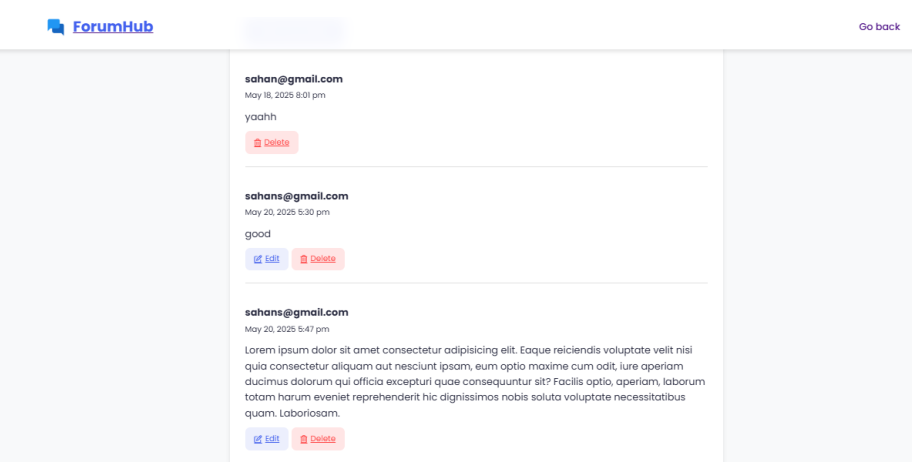 ForumHub
Go back
sahan@gmail.com
May 18, 2025 8:01 pm
yaahh
Delete
sahans@gmail.com
May 20, 2025 5:30 pm
good
Edit Delete
sahans@gmail.com
May 20, 2025 5:47 pm
Lorem ipsum dolor sit amet consectetur adipisicing elit. Eaque reiciendis voluptate velit nisi
quia consectetur aliquam aut nesciunt ipsam, eum optio maxime cum odit, iure aperiam
ducimus dolorum qui officia excepturi quae consequuntur sit? Facilis optio, aperiam, laborum
totam harum eveniet reprehenderit hic dignissimos nobis soluta voluptate necessitatibus
quam. Laboriosam.
Edit Delete